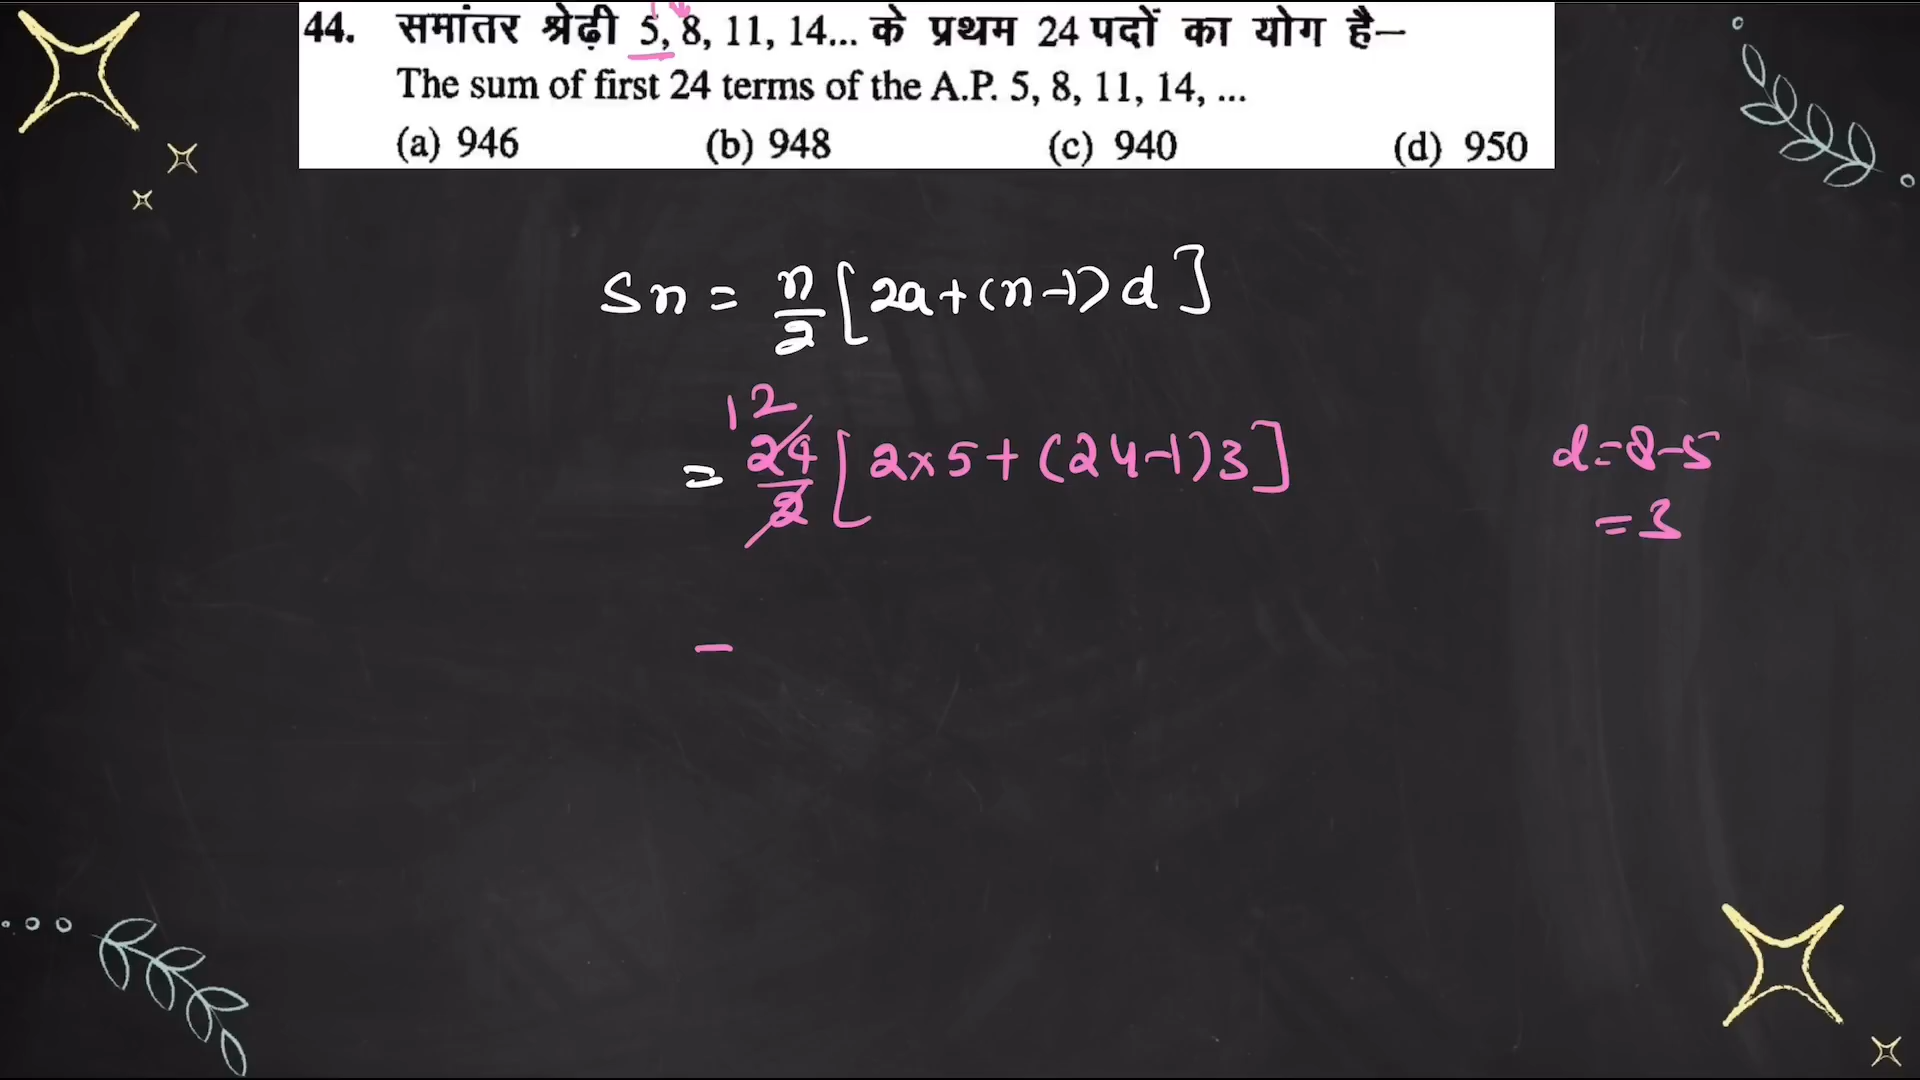 44. समांतर श्रेढ़ी 5, 8, 11, 14... के प्रथम 24 पदों का योग है–
The sum of first 24 terms of the A.P. 5, 8, 11, 14, ...
(a) 946 (b) 948 (c) 940 (d) 950
Sn = n/2 [2a+(n-1)d]
12
= 24/2 [2×5+(24-1)3]
d=8-5
=3